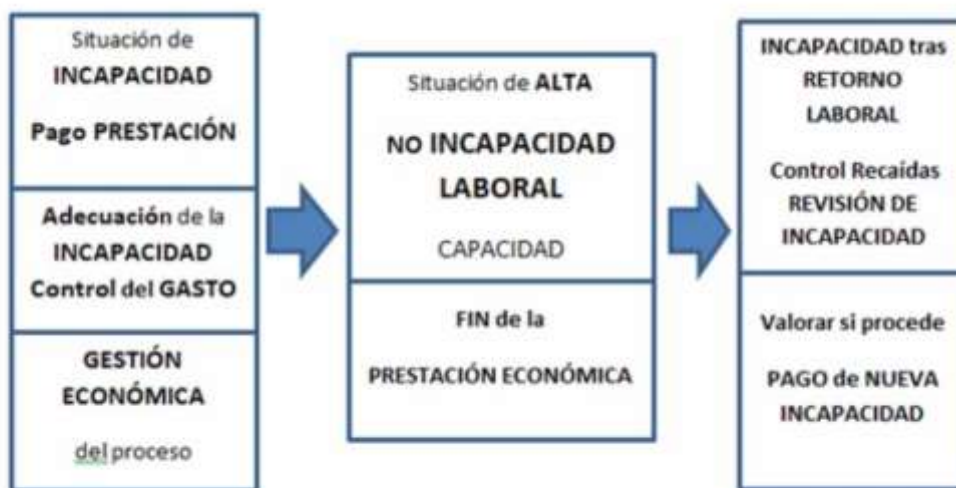 Situación de
INCAPACIDAD
Pago PRESTACIÓN
Adecuación de la
INCAPACIDAD
Control del GASTO
GESTIÓN
ECONÓMICA
del proceso
Situación de ALTA
NO INCAPACIDAD
LABORAL
CAPACIDAD
FIN de la
PRESTACIÓN ECONÓMICA
INCAPACIDAD tras
RETORNO
LABORAL
Control Recaidas
REVISIÓN DE
INCAPACIDAD
Valorar si procede
PAGO de NUEVA
INCAPACIDAD